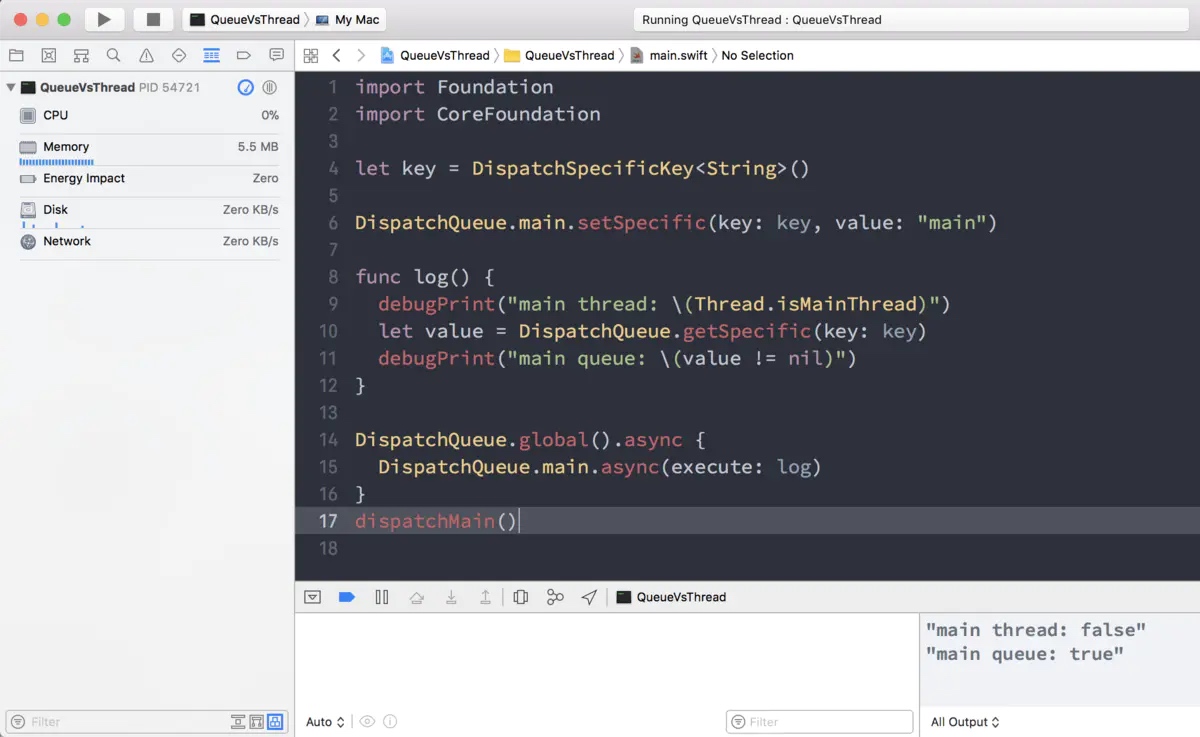 QueueVsThread My Mac
Running QueueVsThread : QueueVsThread
QueueVsThread QueueVsThread main.swift No Selection
QueueVsThread PID 54721
CPU 0%
Memory 5.5 MB
Energy Impact Zero
Disk Zero KB/s
Network Zero KB/s
1 import Foundation
2 import CoreFoundation
3
4 let key = DispatchSpecificKey<String>()
5
6 DispatchQueue.main.setSpecific(key: key, value: "main")
7
8 func log() {
9 debugPrint("main thread: \(Thread.isMainThread)")
10 let value = DispatchQueue.getSpecific(key: key)
11 debugPrint("main queue: \(value != nil)")
12 }
13
14 DispatchQueue.global().async {
15 DispatchQueue.main.async(execute: log)
16 }
17 dispatchMain()
18
QueueVsThread
"main thread: false"
"main queue: true"
Filter
Auto
Filter
All Output